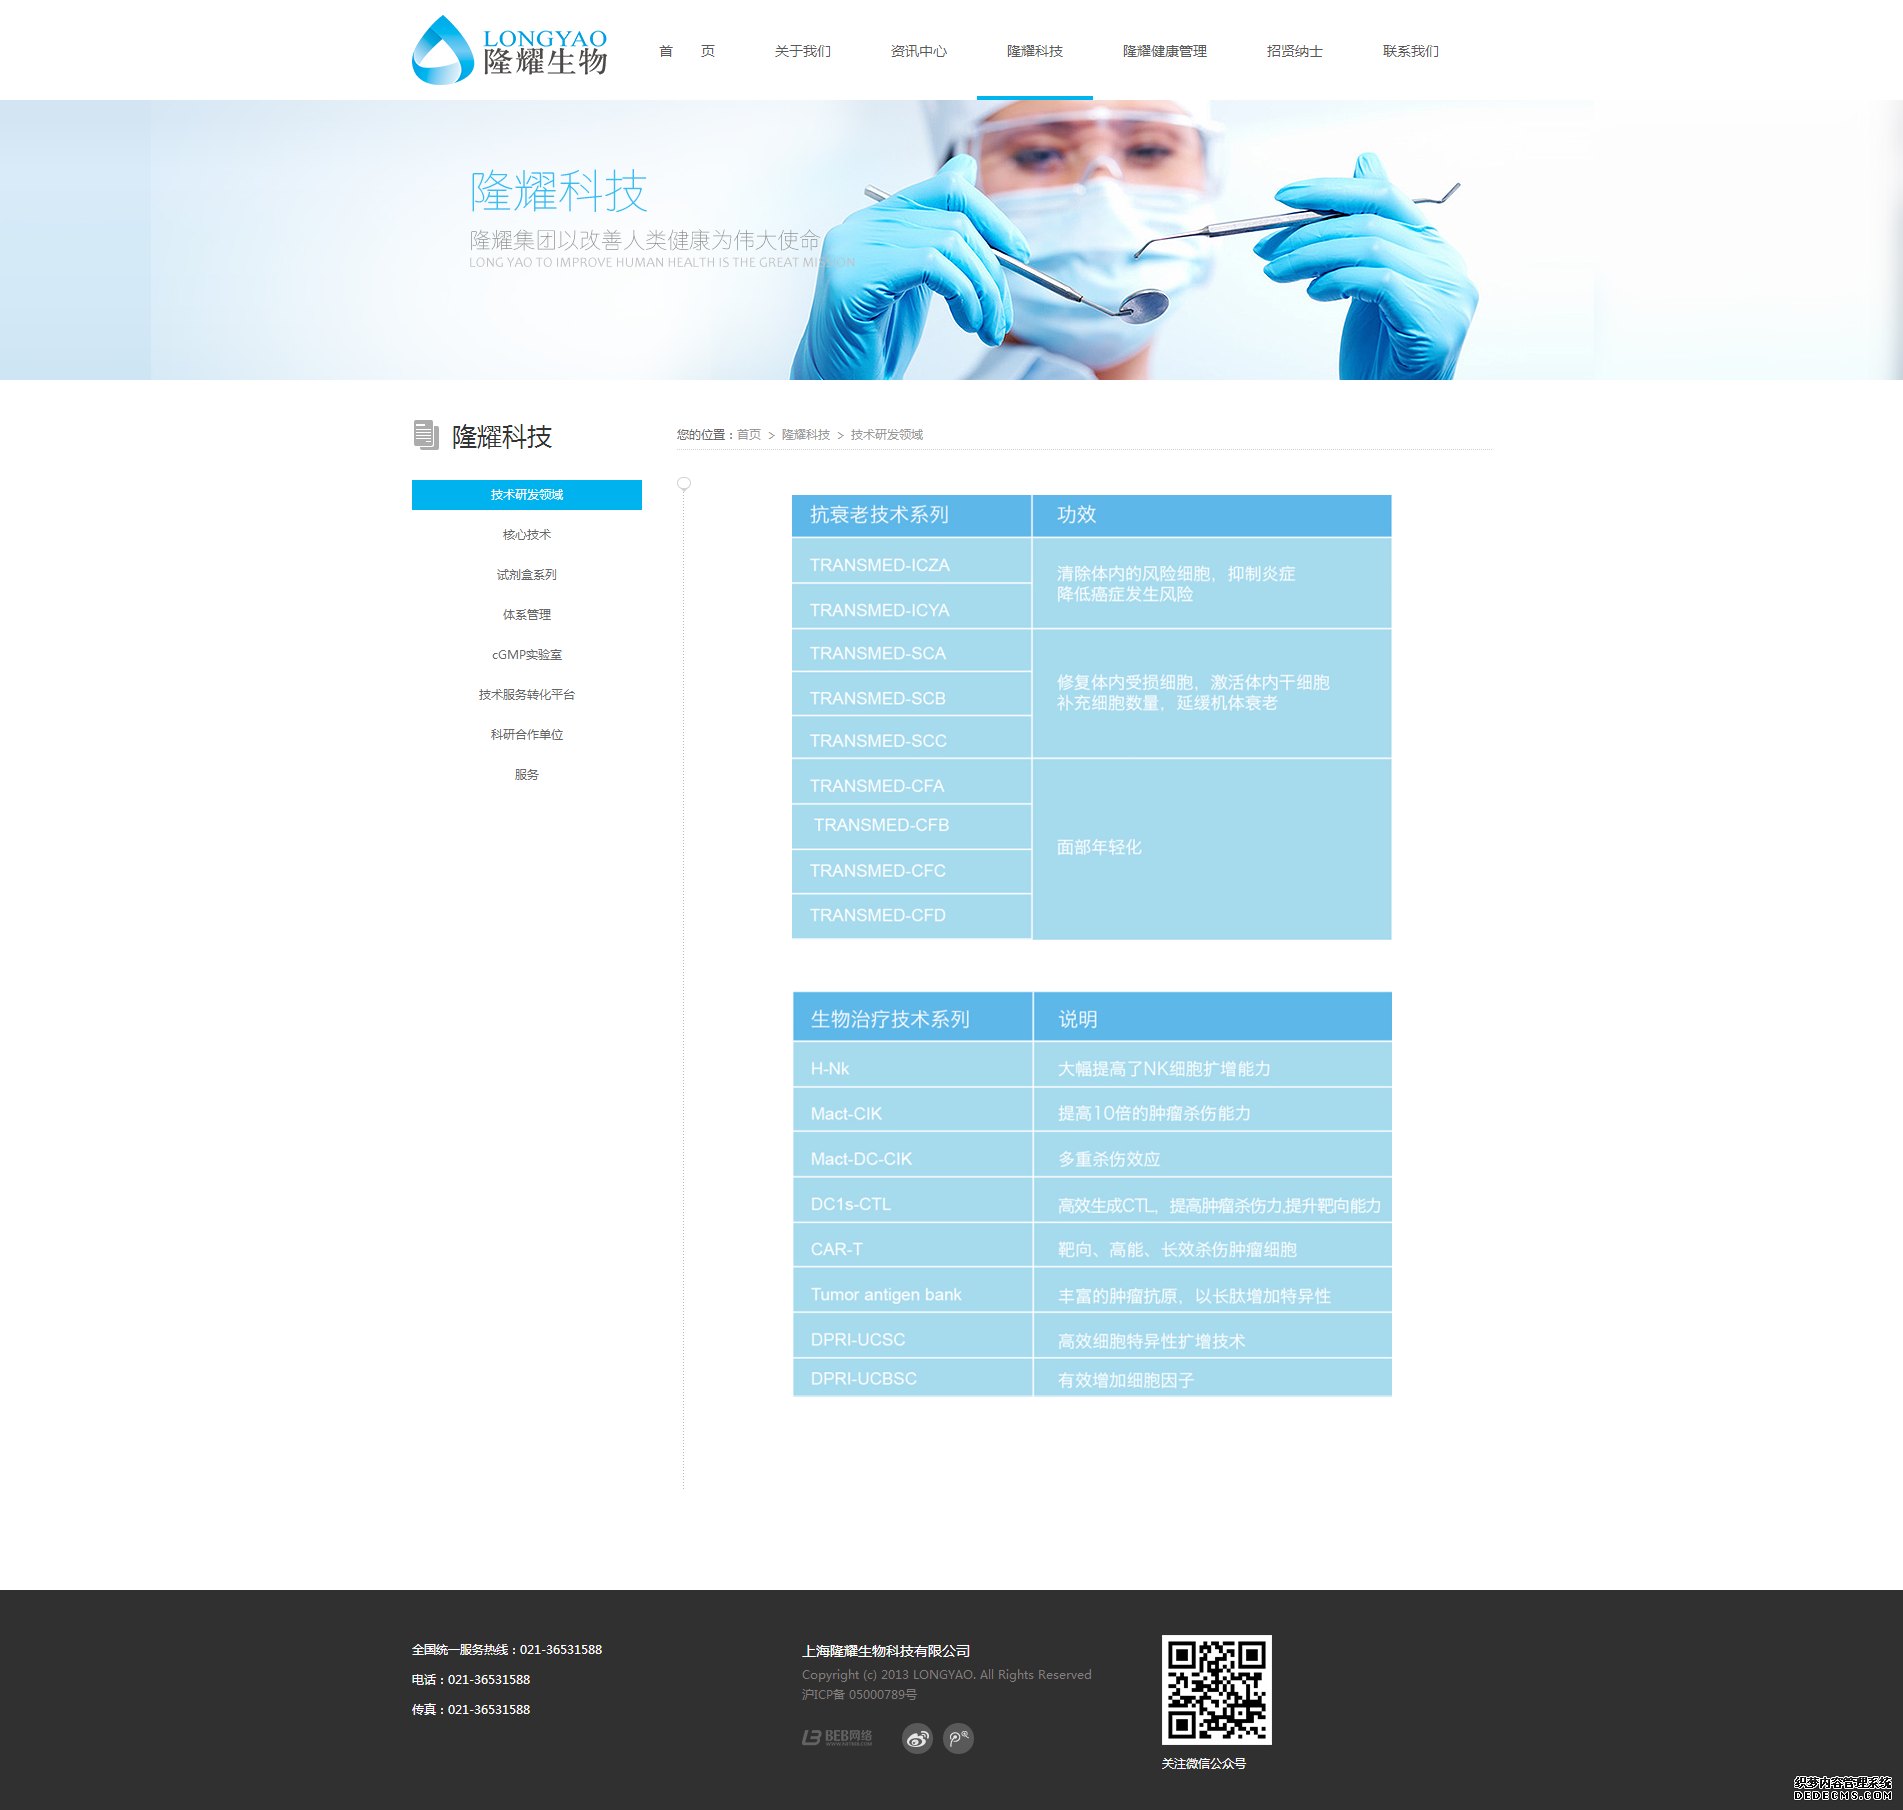 LONGYAO
隆耀生物
首 页
关于我们
资讯中心
隆耀科技
隆耀健康管理
招贤纳士
联系我们
隆耀科技
隆耀集团以改善人类健康为伟大使命
LONG YAO TO IMPROVE HUMAN HEALTH IS THE GREAT MISSION
隆耀科技
技术研发领域
核心技术
试剂盒系列
体系管理
cGMP实验室
技术服务转化平台
科研合作单位
服务
您的位置：首页 > 隆耀科技 > 技术研发领域
抗衰老技术系列
功效
TRANSMED-ICZA
TRANSMED-ICYA
清除体内的风险细胞，抑制炎症
降低癌症发生风险
TRANSMED-SCA
TRANSMED-SCB
TRANSMED-SCC
修复体内受损细胞，激活体内干细胞
补充细胞数量，延缓机体衰老
TRANSMED-CFA
TRANSMED-CFB
TRANSMED-CFC
TRANSMED-CFD
面部年轻化
生物治疗技术系列
说明
H-Nk
大幅提高了NK细胞扩增能力
Mact-CIK
提高10倍的肿瘤杀伤能力
Mact-DC-CIK
多重杀伤效应
DC1s-CTL
高效生成CTL，提高肿瘤杀伤力,提升靶向能力
CAR-T
靶向、高能、长效杀伤肿瘤细胞
Tumor antigen bank
丰富的肿瘤抗原，以长肽增加特异性
DPRI-UCSC
高效细胞特异性扩增技术
DPRI-UCBSC
有效增加细胞因子
全国统一服务热线：021-36531588
电话：021-36531588
传真：021-36531588
上海隆耀生物科技有限公司
Copyright (c) 2013 LONGYAO. All Rights Reserved
沪ICP备 05000789号
BEB网络
关注微信公众号
织梦内容管理系统
DEDECMS.COM